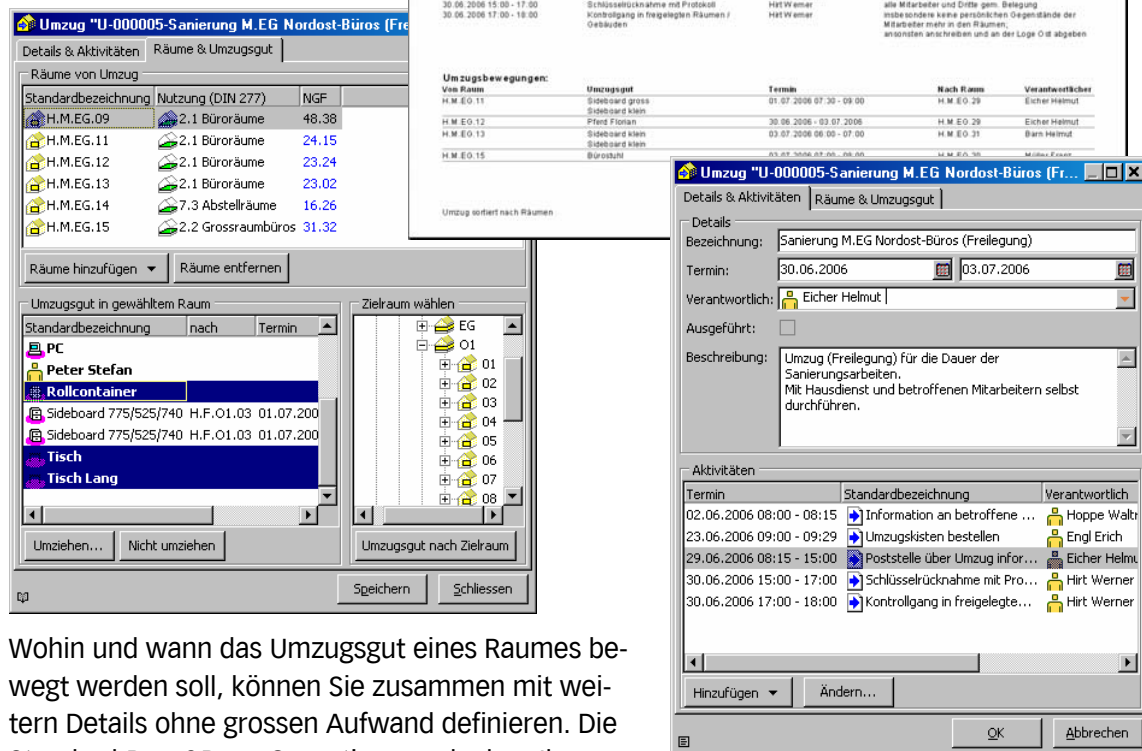 Umzug "U-000005-Sanierung M.EG Nordost-Büros (Fre
Details & Aktivitäten Räume & Umzugsgut
Räume von Umzug
Standardbezeichnung Nutzung (DIN 277) NGF
H.M.EG.09 2.1 Büroräume 48.38
H.M.EG.11 2.1 Büroräume 24.15
H.M.EG.12 2.1 Büroräume 23.24
H.M.EG.13 2.1 Büroräume 23.02
H.M.EG.14 7.3 Abstellräume 16.26
H.M.EG.15 2.2 Grossraumbüros 31.32
Räume hinzufügen Räume entfernen
Umzugsgut in gewähltem Raum
Standardbezeichnung nach Termin
PC
Peter Stefan
Rollcontainer
Sideboard 775/525/740 H.F.O1.03 01.07.200
Sideboard 775/525/740 H.F.O1.03 01.07.200
Tisch
Tisch Lang
Umziehen... Nicht umziehen
Zielraum wählen
EG
O1
01
02
03
04
05
06
07
08
Umzugsgut nach Zielraum
Speichern Schliessen
30.06.2006 15:00 - 17:00 Schlüsselrücknahme mit Protokoll Hirt Werner alle Mitarbeiter und Dritte gem. Belegung
30.06.2006 17:00 - 18:00 Kontrollgang in freigelegten Räumen / Hirt Werner insbesondere keine persönlichen Gegenstände der
Gebäuden Mitarbeiter mehr in den Räumen;
ansonsten anschreiben und an der Loge Ost abgeben
Umzugsbewegungen:
Von Raum Umzugsgut Termin Nach Raum Verantwortlicher
H.M.EG.11 Sideboard gross 01.07.2006 07:30 - 09:00 H.M.EG.29 Eicher Helmut
Sideboard klein
H.M.EG.12 Pferd Florian 30.06.2006 - 03.07.2006 H.M.EG.29 Eicher Helmut
H.M.EG.13 Sideboard klein 03.07.2006 06:00 - 07:00 H.M.EG.31 Barn Helmut
Sideboard klein
H.M.EG.15 Bürostuhl 03.07.2006 07:00 - 09:00 H.M.EG.30
Umzug sortiert nach Räumen
Umzug "U-000005-Sanierung M.EG Nordost-Büros (Fr...
Details & Aktivitäten Räume & Umzugsgut
Details
Bezeichnung: Sanierung M.EG Nordost-Büros (Freilegung)
Termin: 30.06.2006 03.07.2006
Verantwortlich: Eicher Helmut
Ausgeführt:
Beschreibung: Umzug (Freilegung) für die Dauer der
Sanierungsarbeiten.
Mit Hausdienst und betroffenen Mitarbeitern selbst
durchführen.
Aktivitäten
Termin Standardbezeichnung Verantwortlich
02.06.2006 08:00 - 08:15 Information an betroffene ... Hoppe Waltr
23.06.2006 09:00 - 09:29 Umzugskisten bestellen Engl Erich
29.06.2006 08:15 - 15:00 Poststelle über Umzug infor... Eicher Helmu
30.06.2006 15:00 - 17:00 Schlüsselrücknahme mit Pro... Hirt Werner
30.06.2006 17:00 - 18:00 Kontrollgang in freigelegte... Hirt Werner
Hinzufügen Ändern...
OK Abbrechen
Wohin und wann das Umzugsgut eines Raumes be-
wegt werden soll, können Sie zusammen mit wei-
tern Details ohne grossen Aufwand definieren. Die